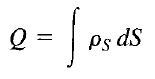 Q = ∫ ρ_S dS